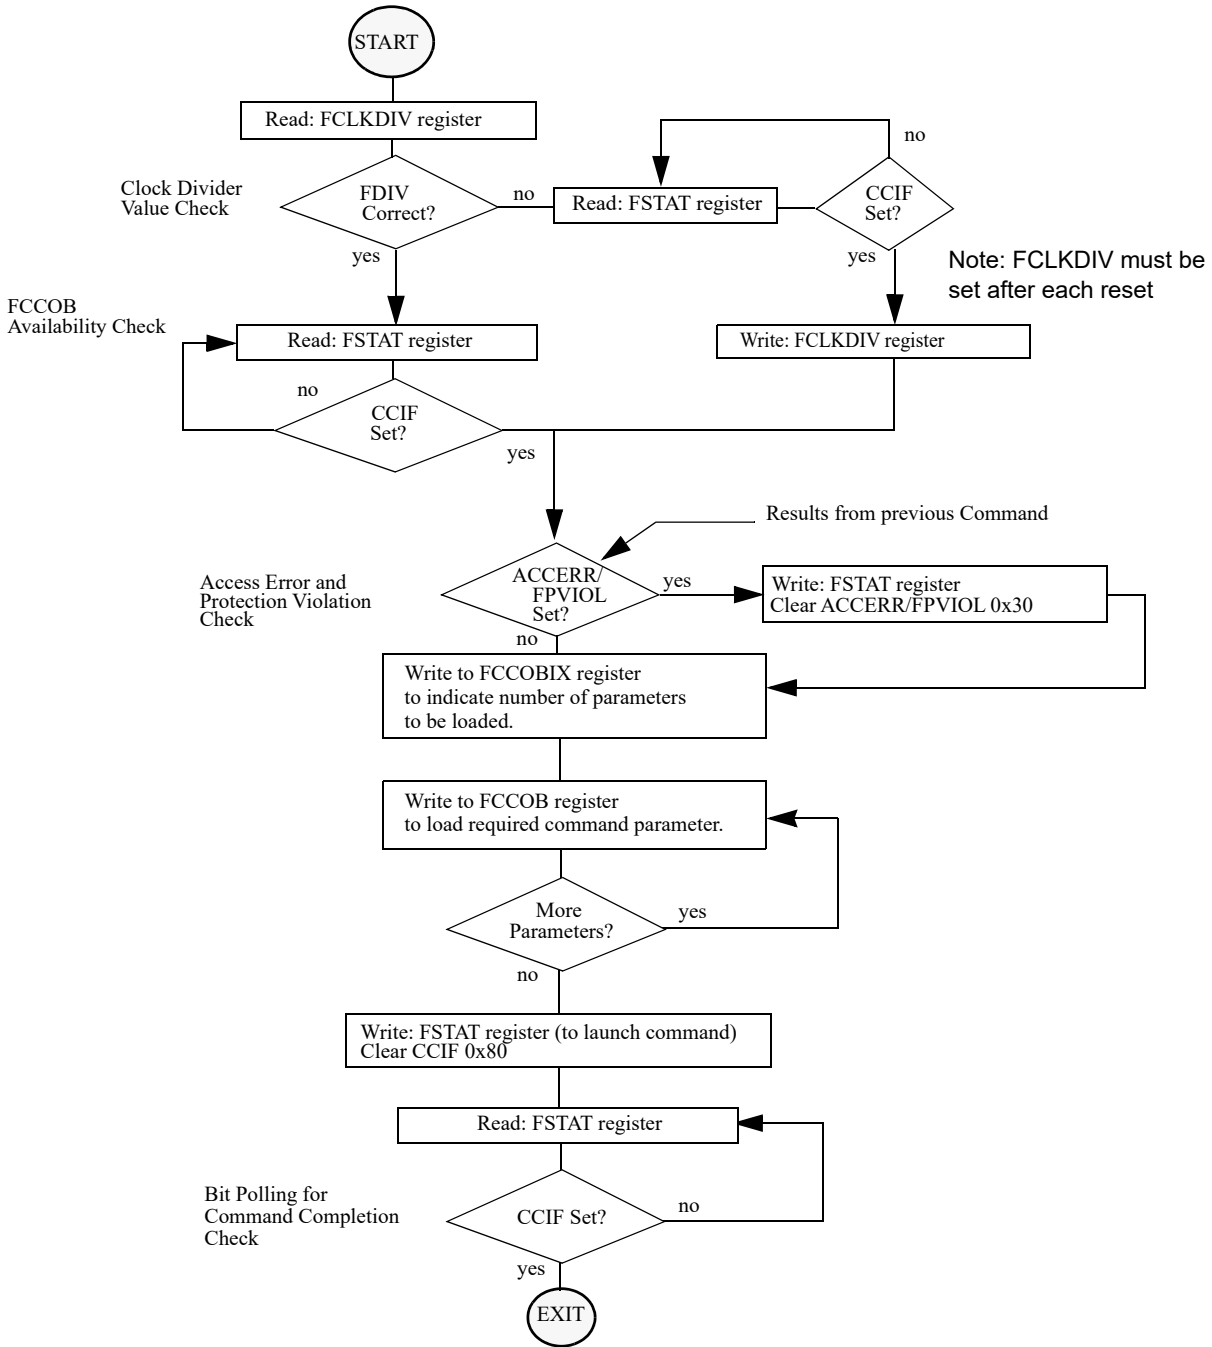 START
Read: FCLKDIV register
no
Clock Divider
Value Check
FDIV
Correct?
no
Read: FSTAT register
CCIF
Set?
yes
yes
Note: FCLKDIV must be
set after each reset
FCCOB
Availability Check
Read: FSTAT register
Write: FCLKDIV register
no
CCIF
Set?
yes
Results from previous Command
Access Error and
Protection Violation
Check
ACCERR/
FPVIOL
Set?
yes
Write: FSTAT register
Clear ACCERR/FPVIOL 0x30
no
Write to FCCOBIX register
to indicate number of parameters
to be loaded.
Write to FCCOB register
to load required command parameter.
More
Parameters?
yes
no
Write: FSTAT register (to launch command)
Clear CCIF 0x80
Read: FSTAT register
Bit Polling for
Command Completion
Check
CCIF Set?
no
yes
EXIT